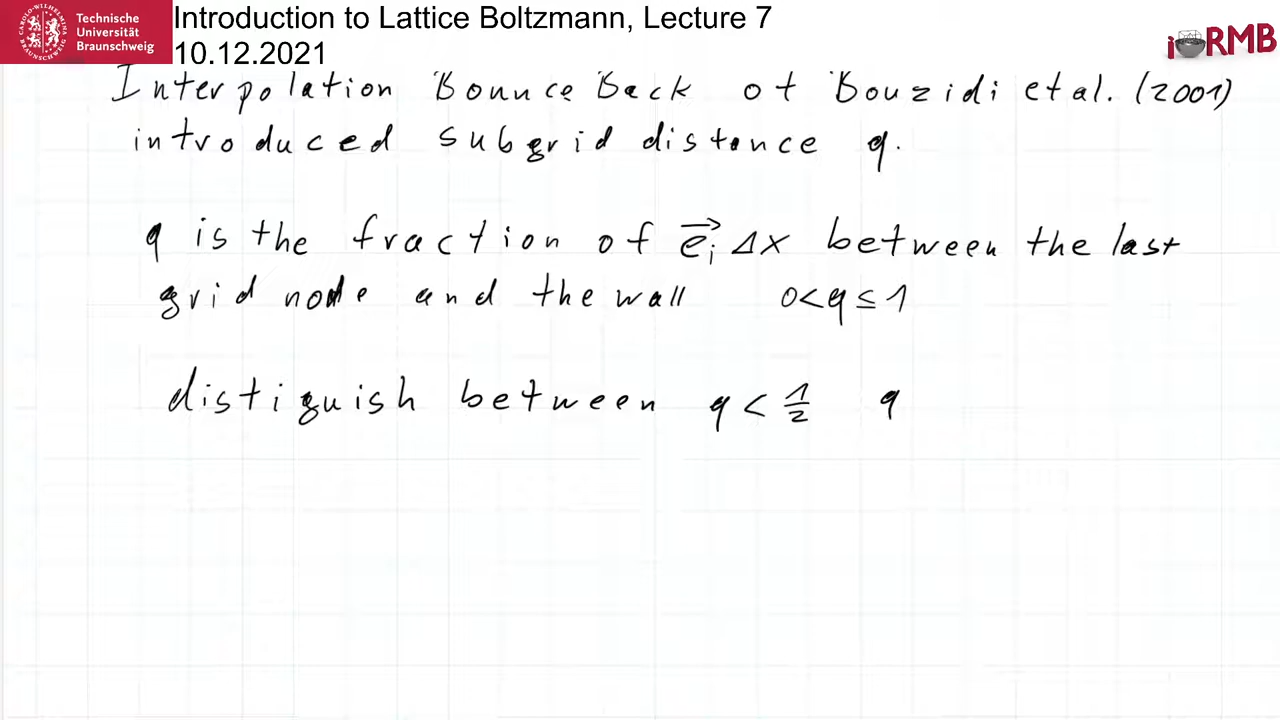 Technische
Universität
Braunschweig
Introduction to Lattice Boltzmann, Lecture 7
10.12.2021
iRMB
Interpolation Bounce Back of Bouzidi et al. (2001)
introduced subgrid distance q.
q is the fraction of e⃗ᵢ Δx between the last
grid node and the wall 0<q≤1
distiguish between q < 1/2 q